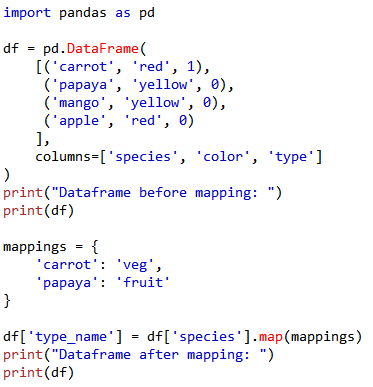 import pandas as pd
df = pd.DataFrame(
    [('carrot', 'red', 1),
     ('papaya', 'yellow', 0),
     ('mango', 'yellow', 0),
     ('apple', 'red', 0)
    ],
    columns=['species', 'color', 'type']
)
print("Dataframe before mapping: ")
print(df)
mappings = {
    'carrot': 'veg',
    'papaya': 'fruit'
}
df['type_name'] = df['species'].map(mappings)
print("Dataframe after mapping: ")
print(df)